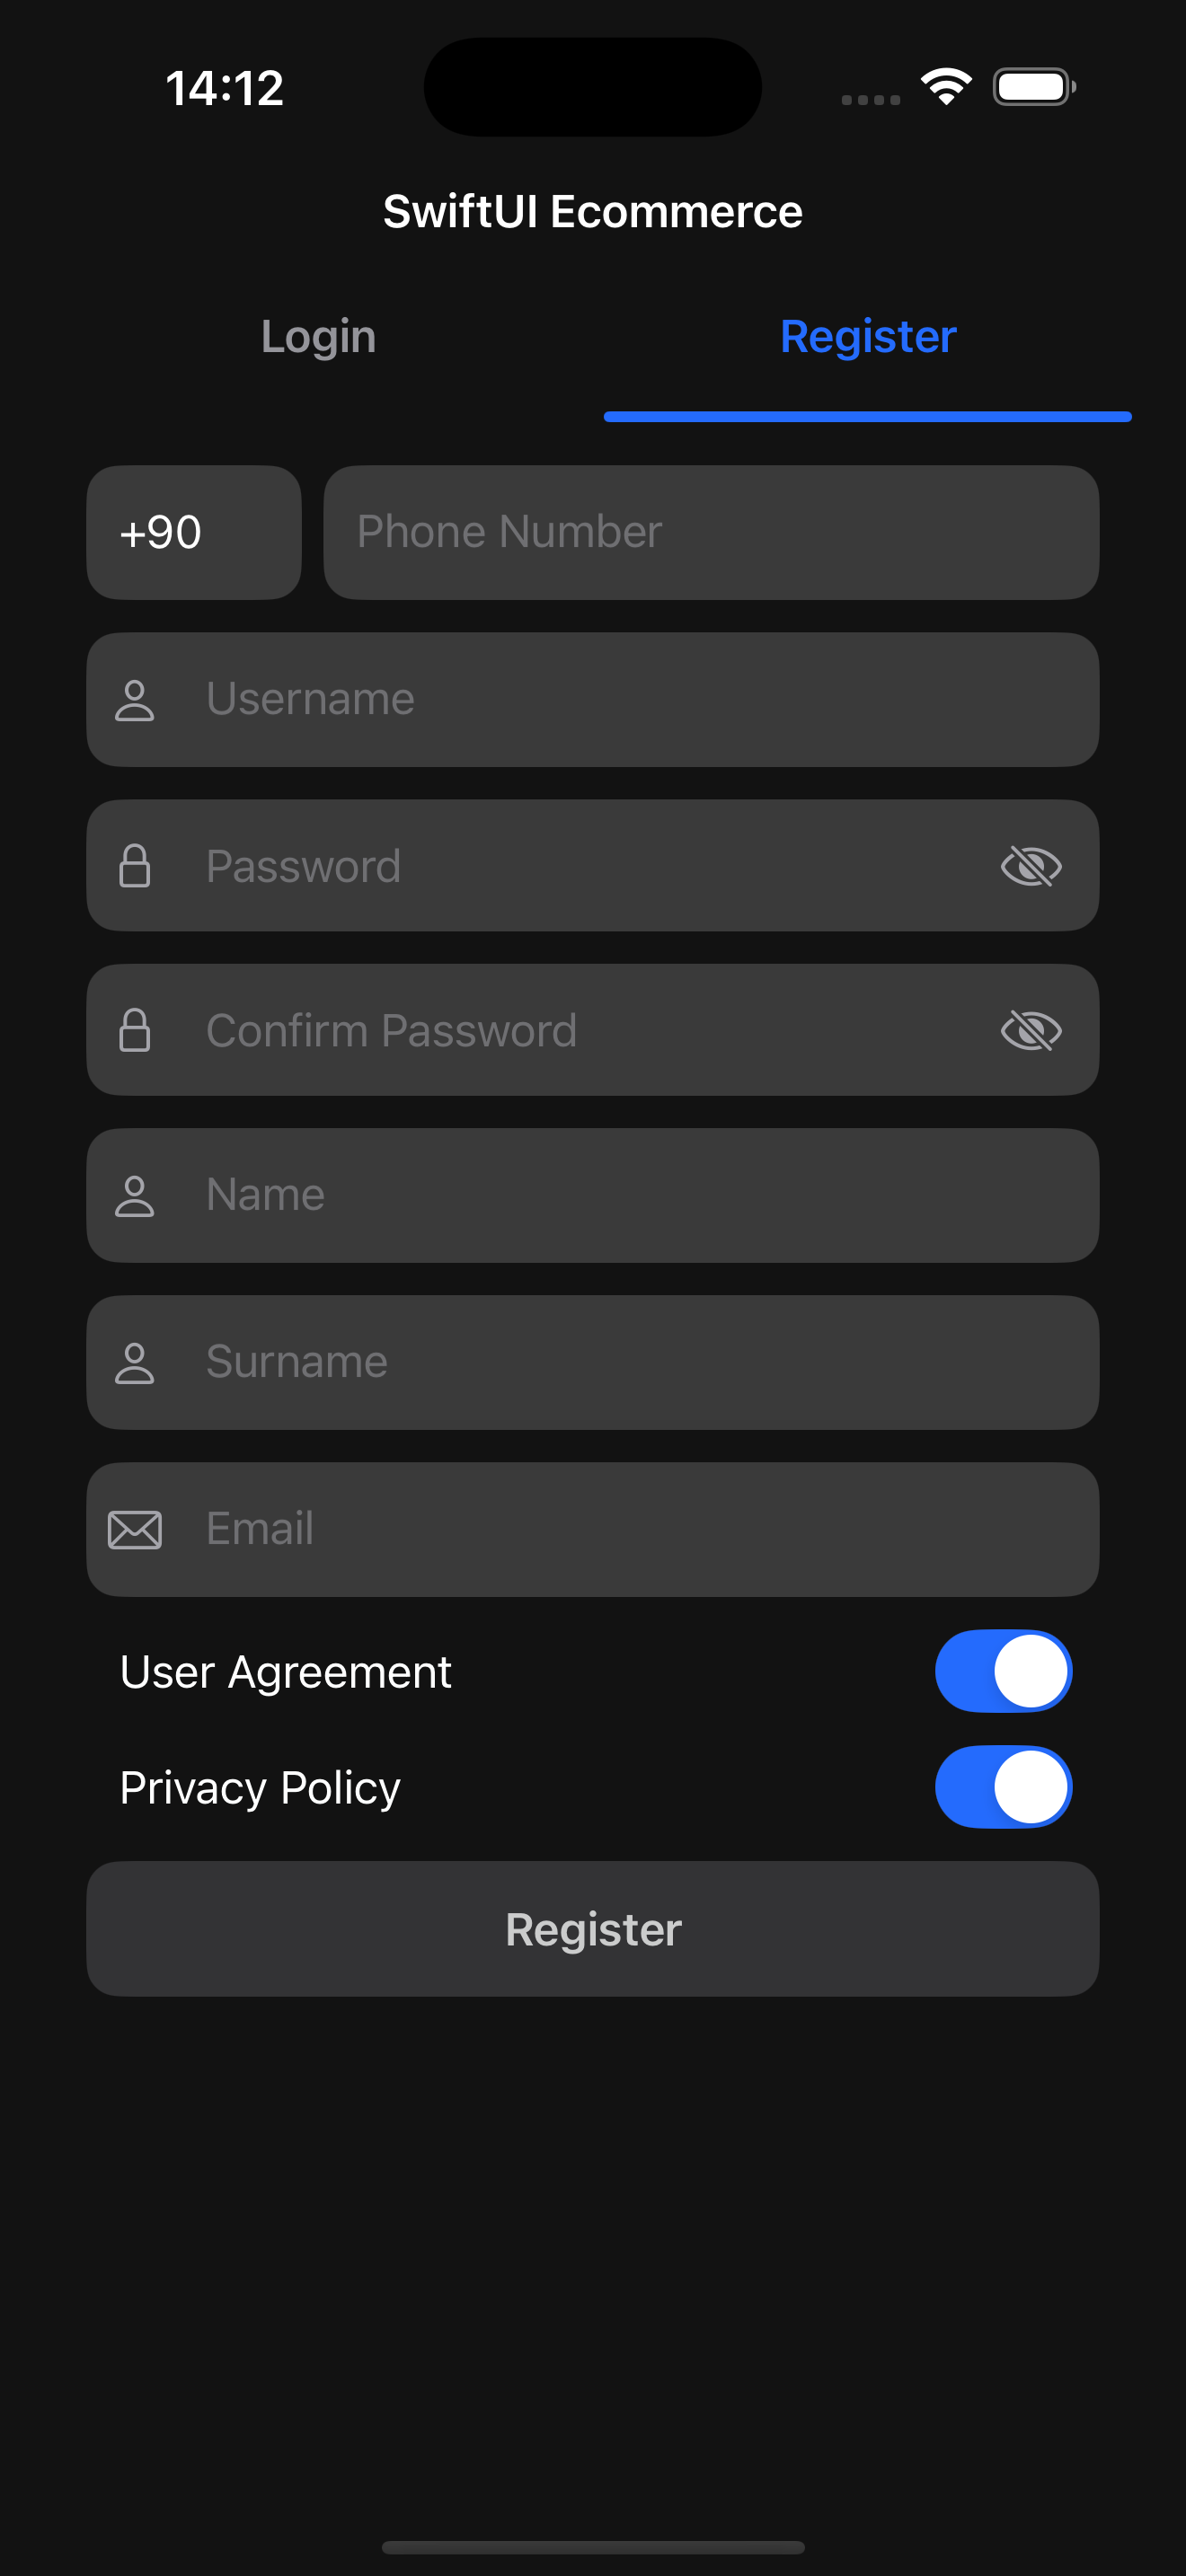 14:12
SwiftUI Ecommerce
Login Register
+90 Phone Number
Username
Password
Confirm Password
Name
Surname
Email
User Agreement
Privacy Policy
Register